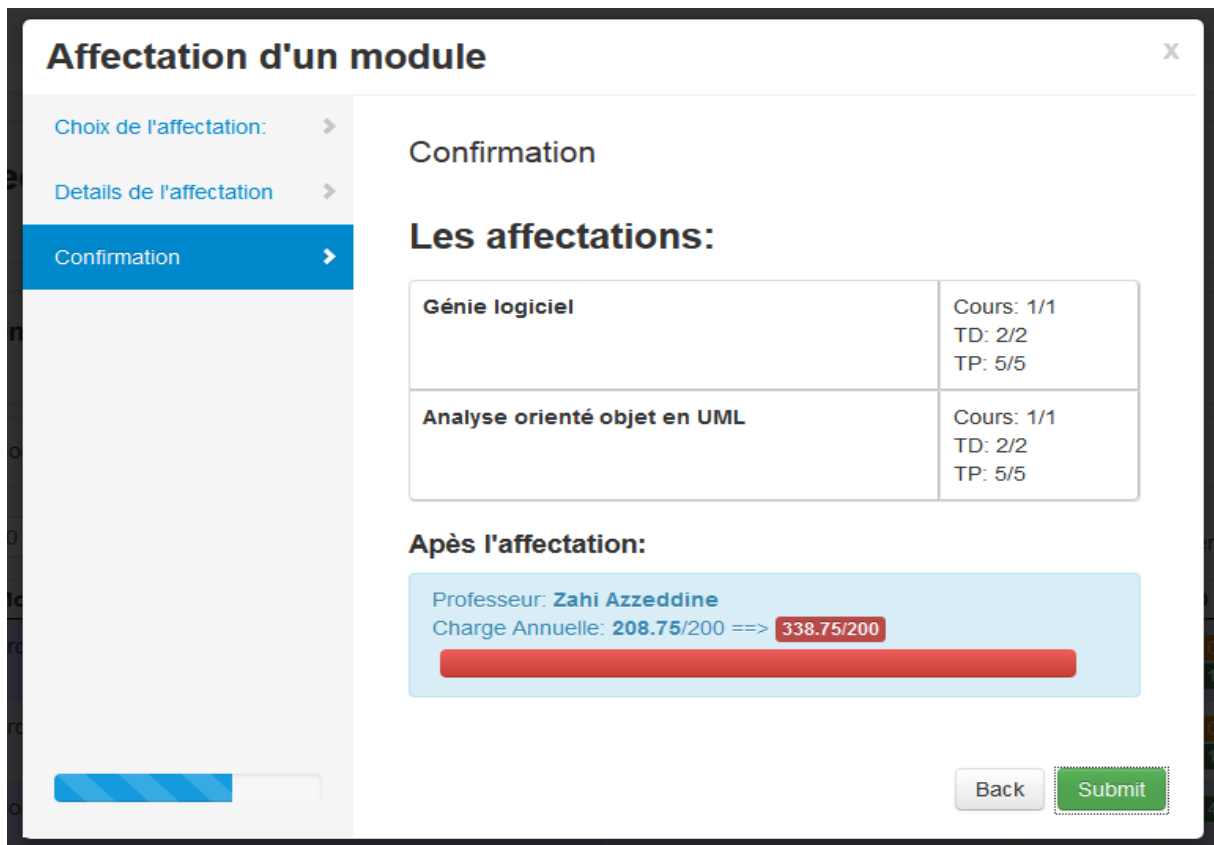 Affectation d'un module
x
Choix de l'affectation:
Details de l'affectation
Confirmation
Confirmation
Les affectations:
Génie logiciel
Cours: 1/1
TD: 2/2
TP: 5/5
Analyse orienté objet en UML
Cours: 1/1
TD: 2/2
TP: 5/5
Apès l'affectation:
Professeur: Zahi Azzeddine
Charge Annuelle: 208.75/200 ==> 338.75/200
Back
Submit